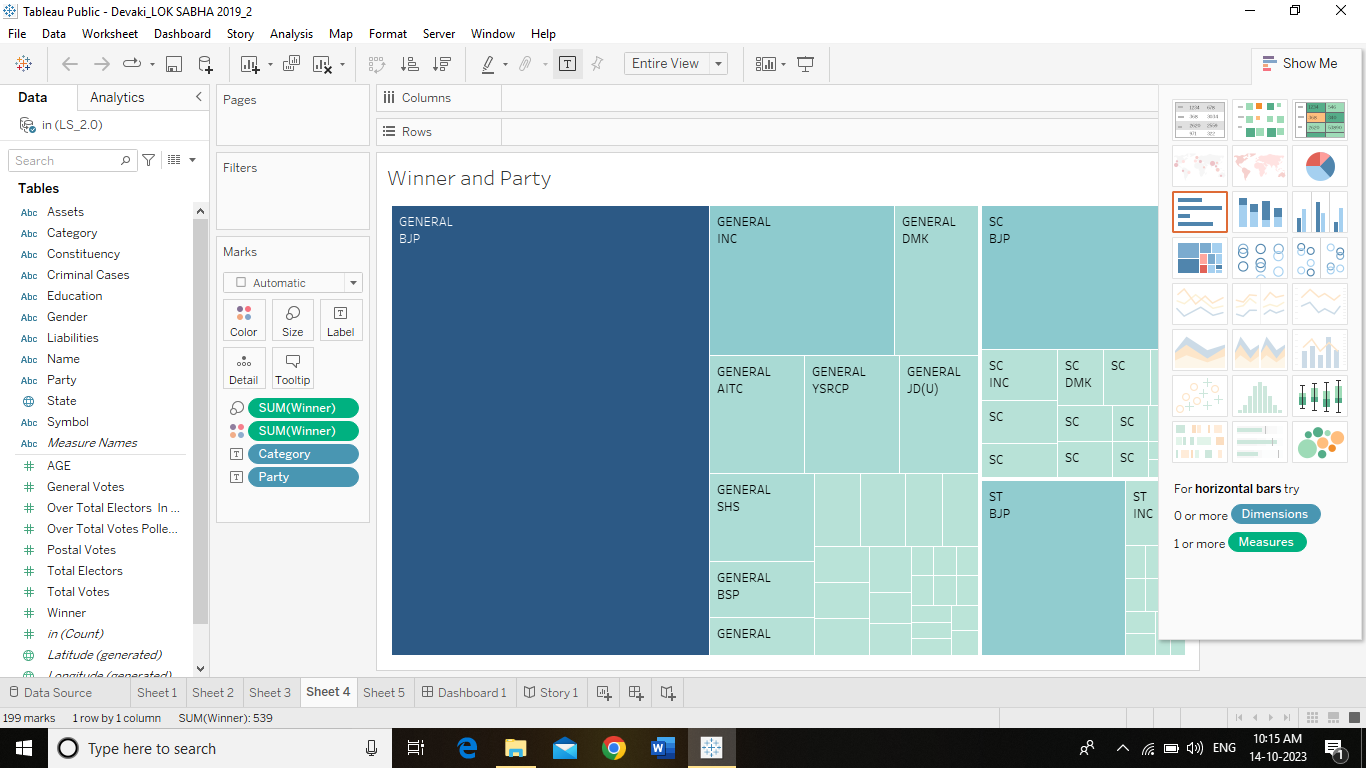 Tableau Public - Devaki_LOK SABHA 2019_2
File Data Worksheet Dashboard Story Analysis Map Format Server Window Help
Entire View
Show Me
Data Analytics
in (LS_2.0)
Search
Tables
Abc Assets
Abc Category
Abc Constituency
Abc Criminal Cases
Abc Education
Abc Gender
Abc Liabilities
Abc Name
Abc Party
State
Abc Symbol
Abc Measure Names
# AGE
# General Votes
# Over Total Electors In ...
# Over Total Votes Polle...
# Postal Votes
# Total Electors
# Total Votes
# Winner
# in (Count)
Latitude (generated)
Longitude (generated)
Pages
Filters
Marks
Automatic
Color Size Label
Detail Tooltip
SUM(Winner)
SUM(Winner)
Category
Party
Columns
Rows
Winner and Party
GENERAL
BJP
GENERAL
INC
GENERAL
DMK
GENERAL
AITC
GENERAL
YSRCP
GENERAL
JD(U)
GENERAL
SHS
GENERAL
BSP
GENERAL
SC
BJP
SC
INC
SC
DMK
SC
SC
SC
SC
SC
SC
SC
ST
BJP
ST
INC
For horizontal bars try
0 or more Dimensions
1 or more Measures
Data Source Sheet 1 Sheet 2 Sheet 3 Sheet 4 Sheet 5 Dashboard 1 Story 1
199 marks 1 row by 1 column SUM(Winner): 539
Type here to search
ENG
10:15 AM
14-10-2023
1